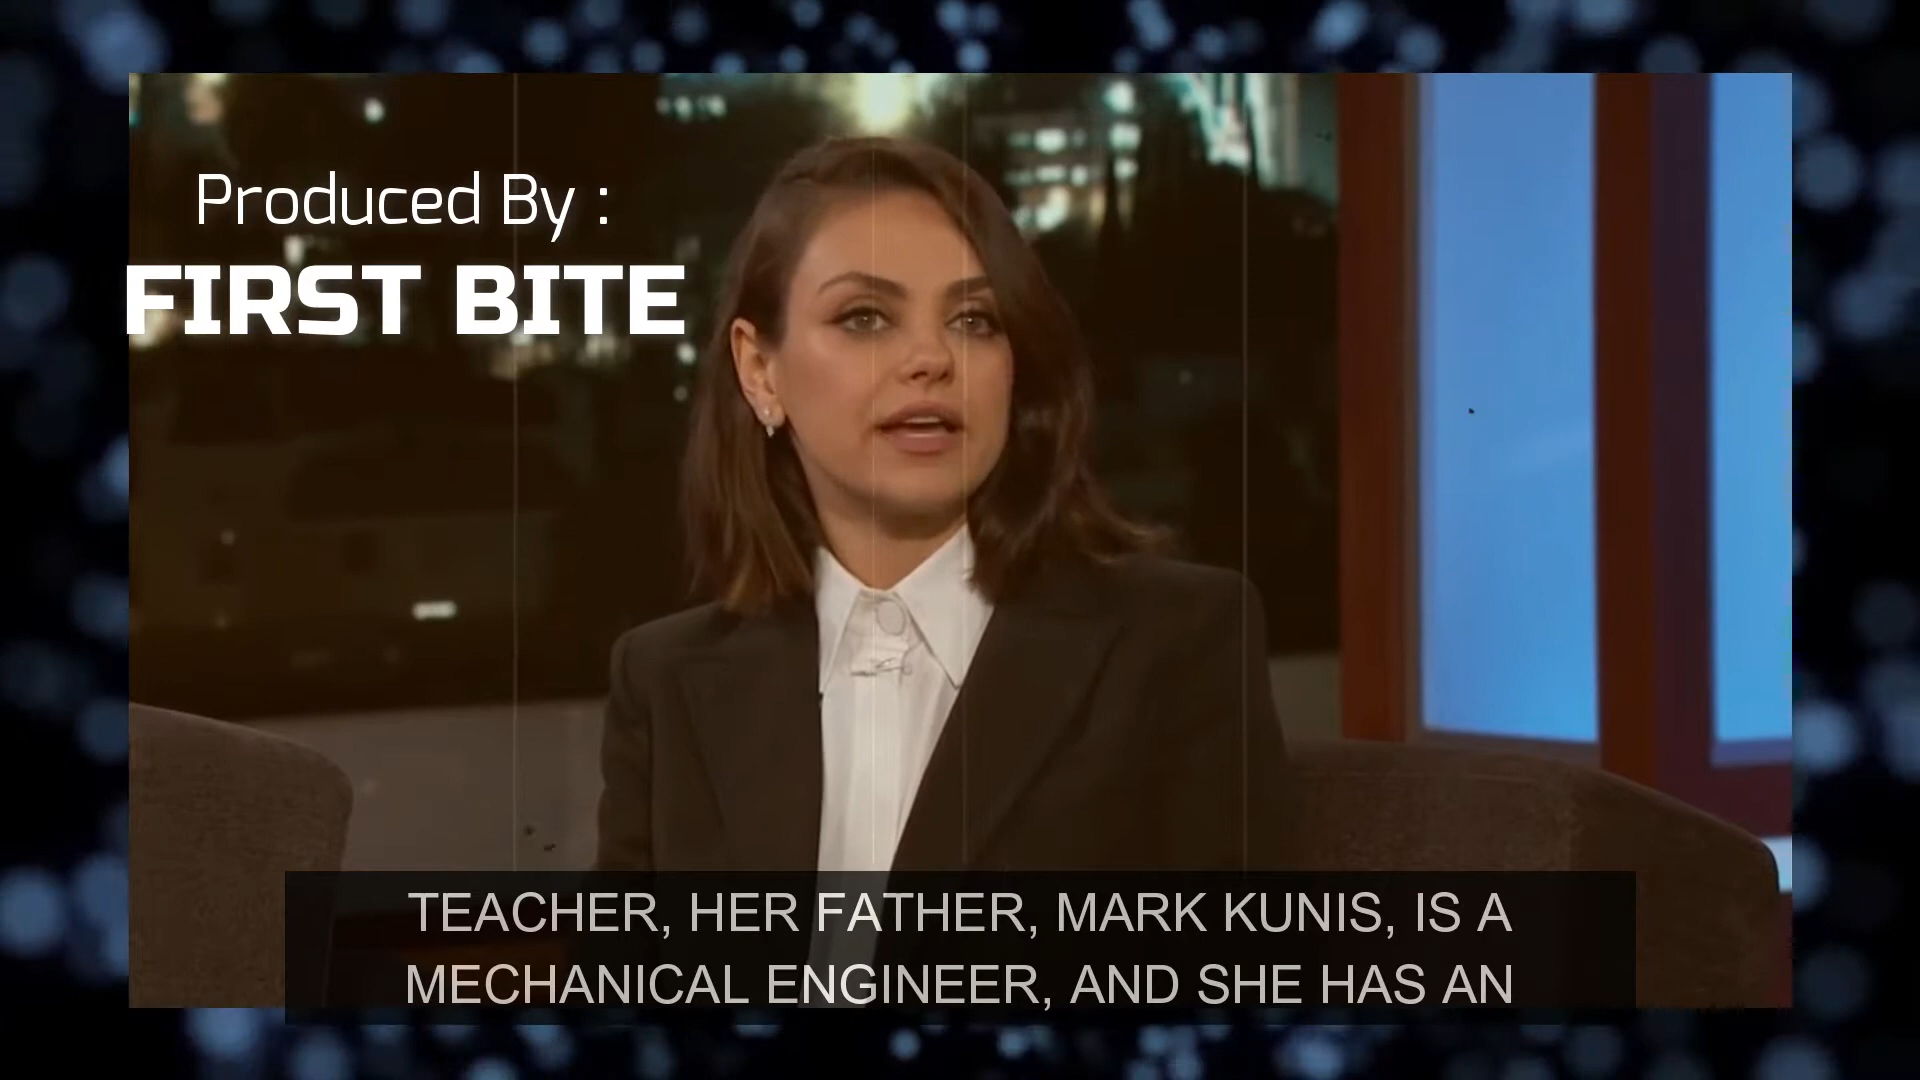 Produced By :
FIRST BITE
TEACHER, HER FATHER, MARK KUNIS, IS A
MECHANICAL ENGINEER, AND SHE HAS AN